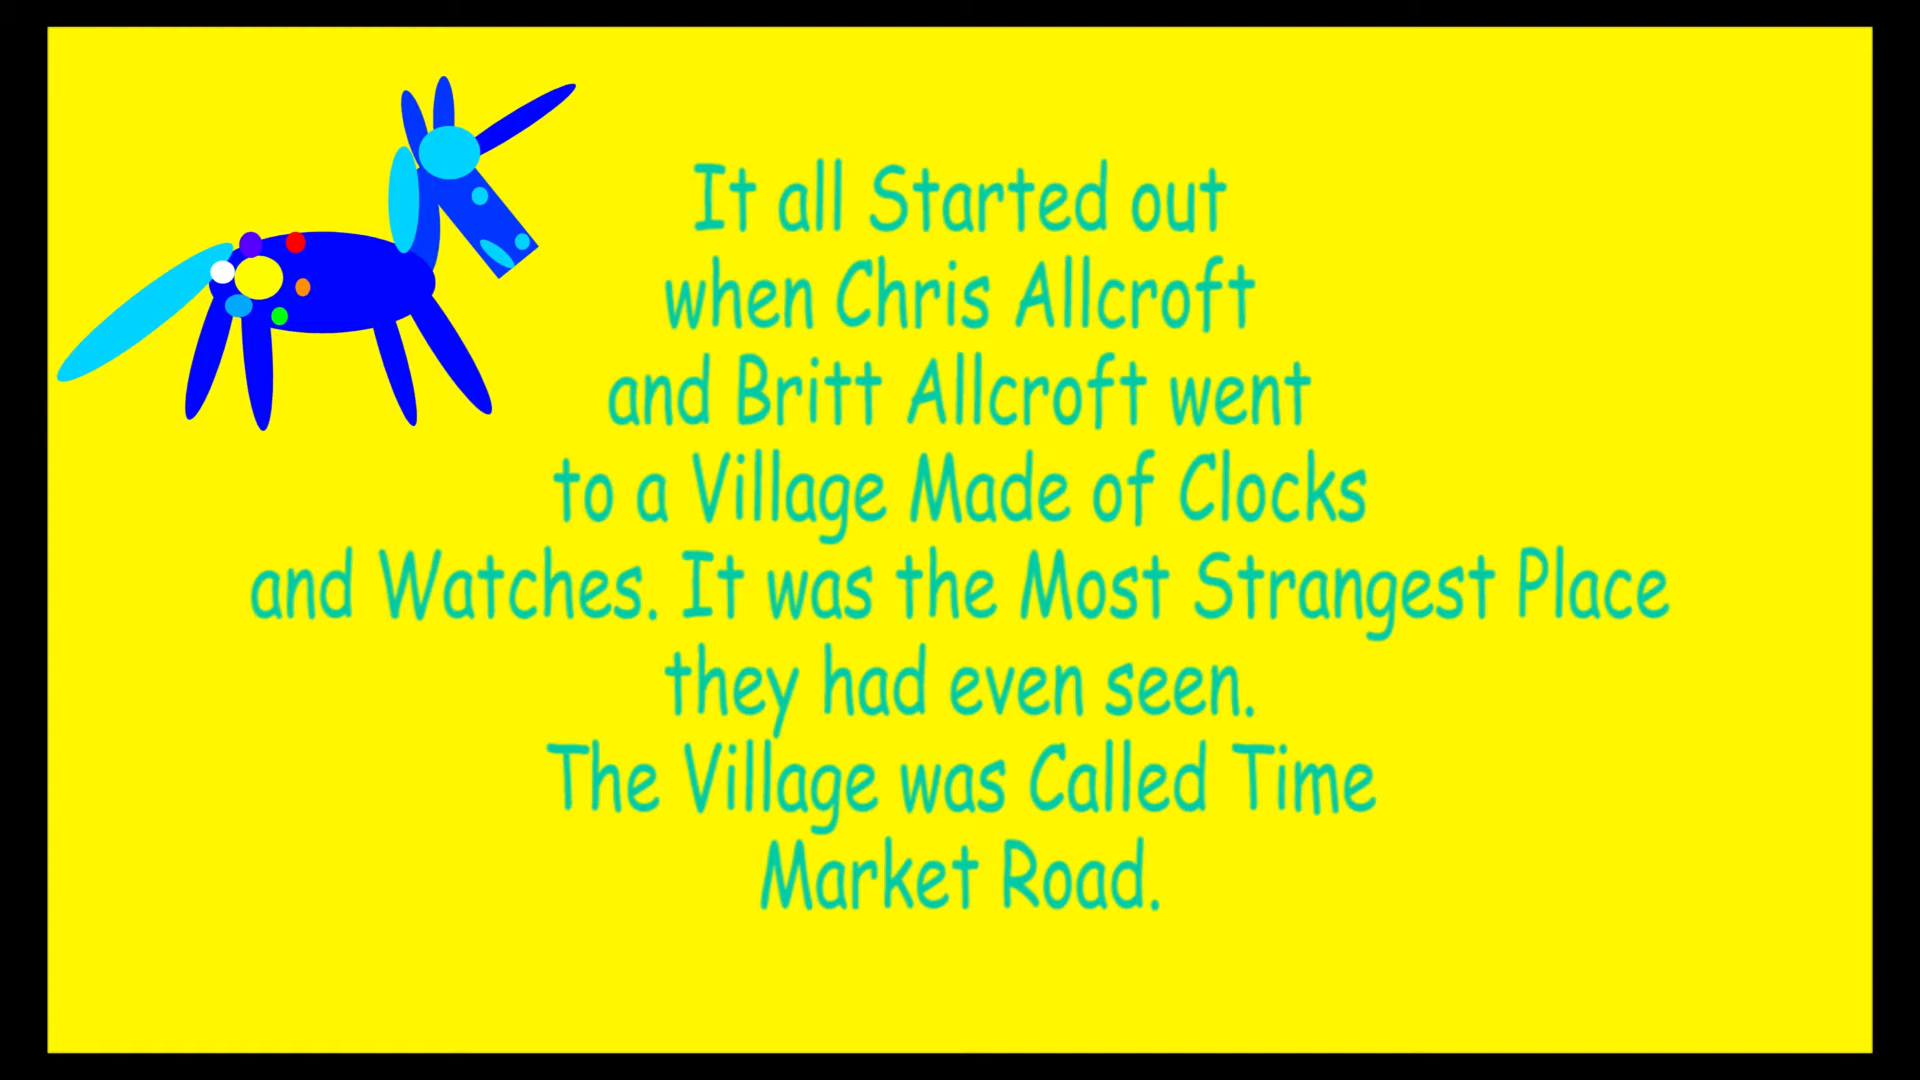 It all Started out
when Chris Allcroft
and Britt Allcroft went
to a Village Made of Clocks
and Watches. It was the Most Strangest Place
they had even seen.
The Village was Called Time
Market Road.